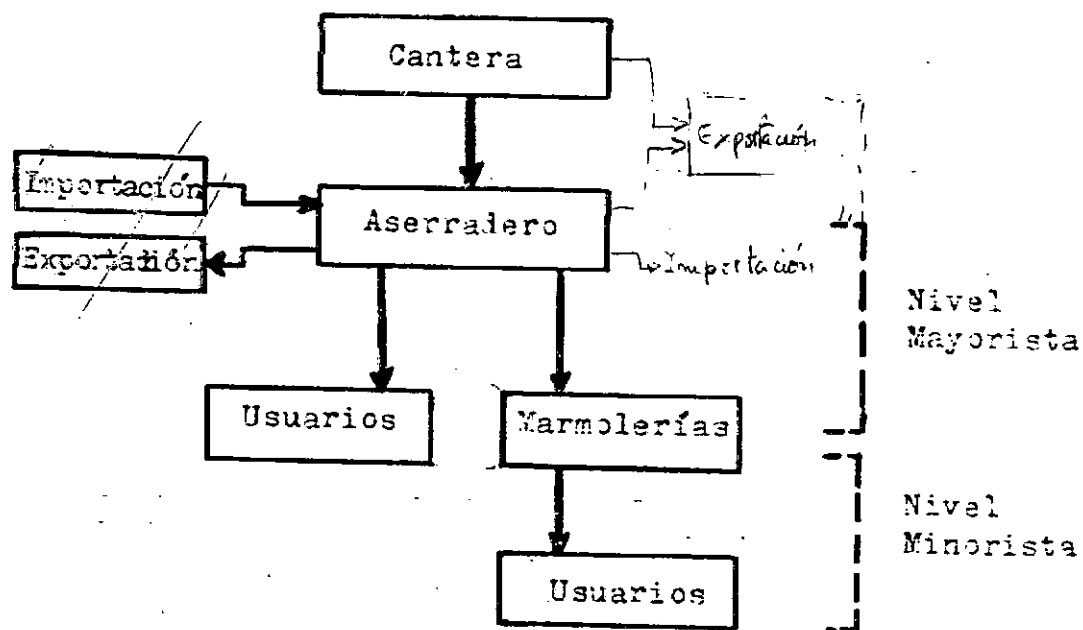 Cantera
Exportación
Importación
Aserradero
Exportación
Importación
Nivel
Mayorista
Usuarios
Marmolerías
Nivel
Minorista
Usuarios